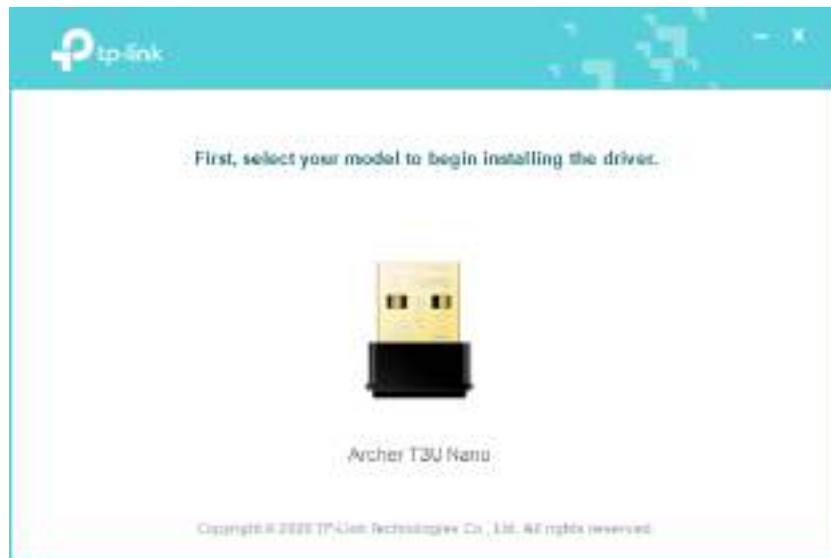 tp-link
First, select your model to begin installing the driver.
Archer T3U Nano
Copyright © 2020 TP-Link Technologies Co., Ltd. All rights reserved.